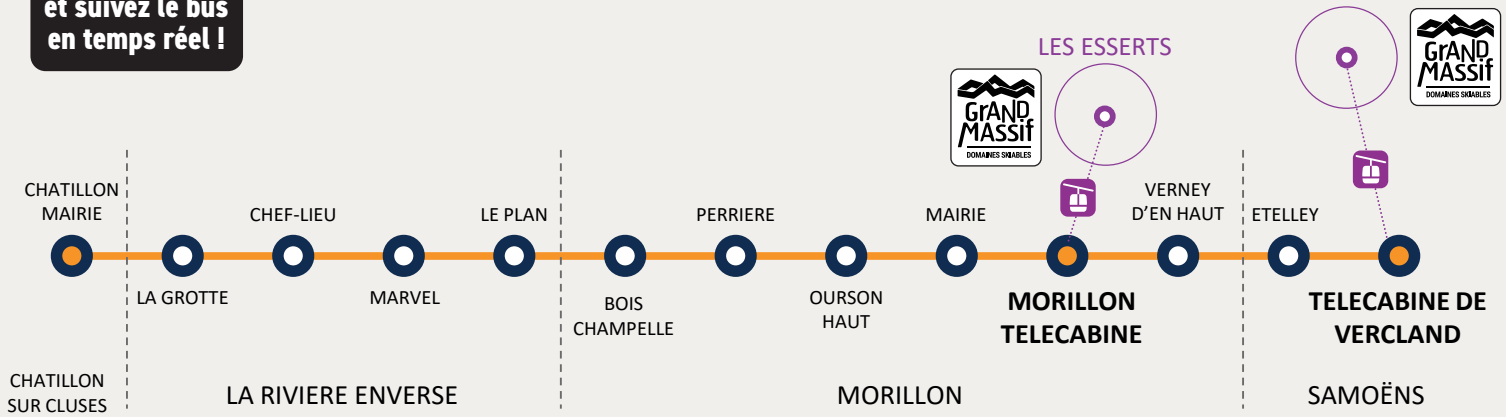 et suivez le bus
en temps réel !
LES ESSERTS
GRAND
MASSIF
DOMAINES SKIABLES
GRAND
MASSIF
DOMAINES SKIABLES
CHATILLON
MAIRIE
LA GROTTE
CHEF-LIEU
MARVEL
LE PLAN
BOIS
CHAMPELLE
PERRIERE
OURSON
HAUT
MAIRIE
MORILLON
TELECABINE
VERNEY
D'EN HAUT
ETELLEY
TELECABINE DE
VERCLAND
CHATILLON
SUR CLUSES
LA RIVIERE ENVERSE
MORILLON
SAMOËNS